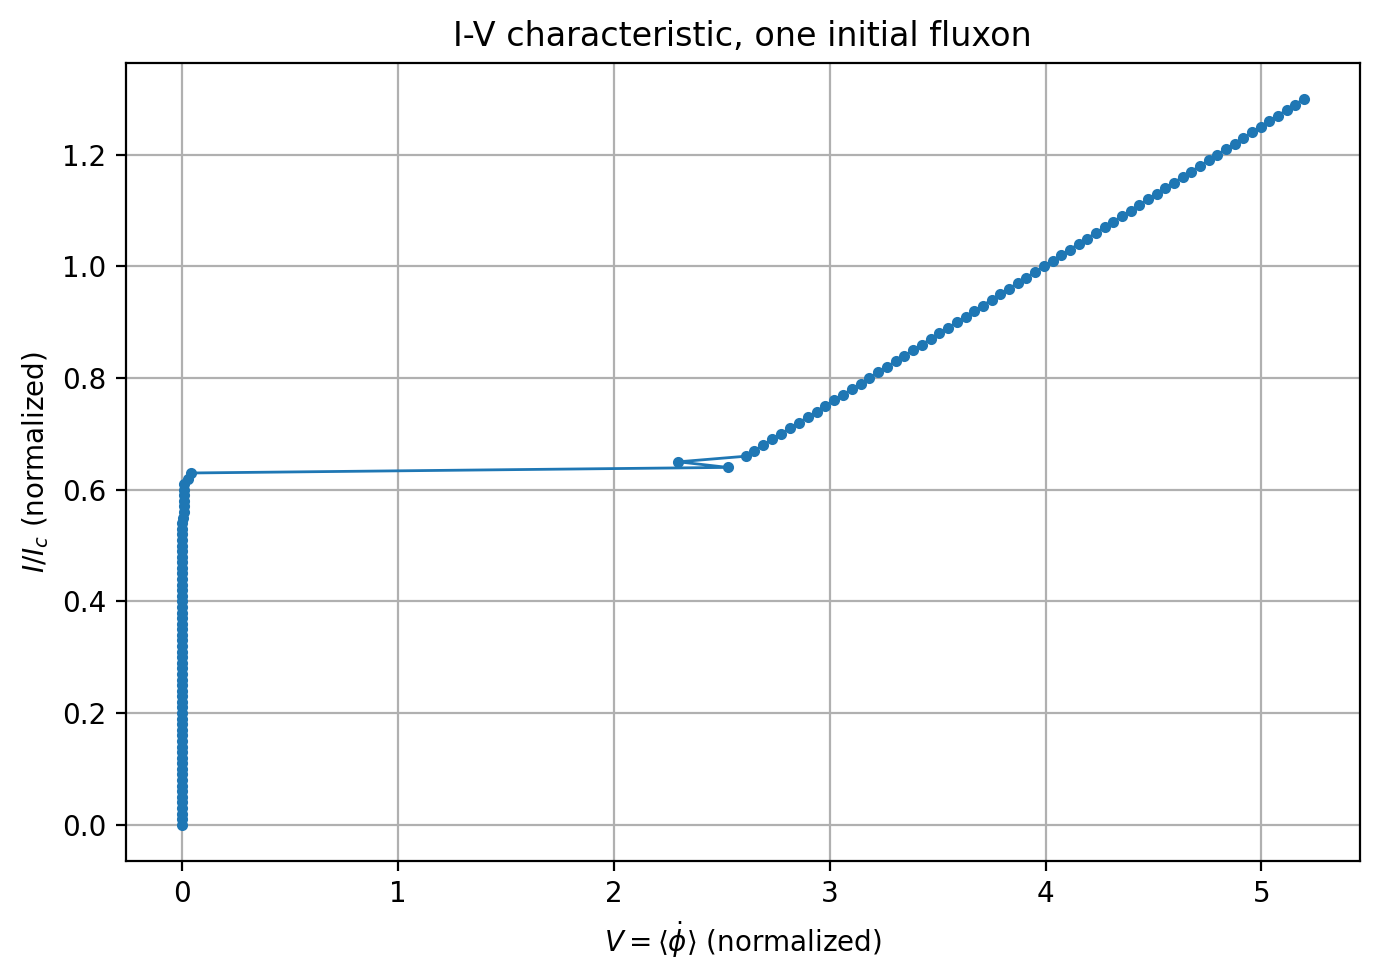 I-V characteristic, one initial fluxon
I/I_c (normalized)
1.2
1.0
0.8
0.6
0.4
0.2
0.0
0 1 2 3 4 5
V = ⟨ϕ̇⟩ (normalized)